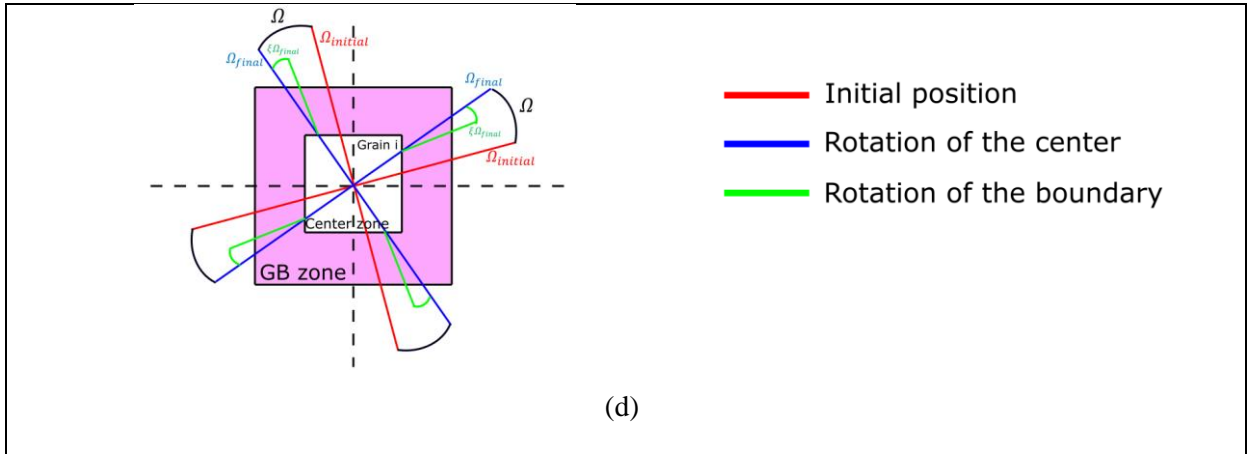 Ω
Ω_initial
ξΩ_final
Ω_final
Ω_final
Ω
ξΩ_final
Grain i
Ω_initial
Center zone
GB zone
Initial position
Rotation of the center
Rotation of the boundary
(d)